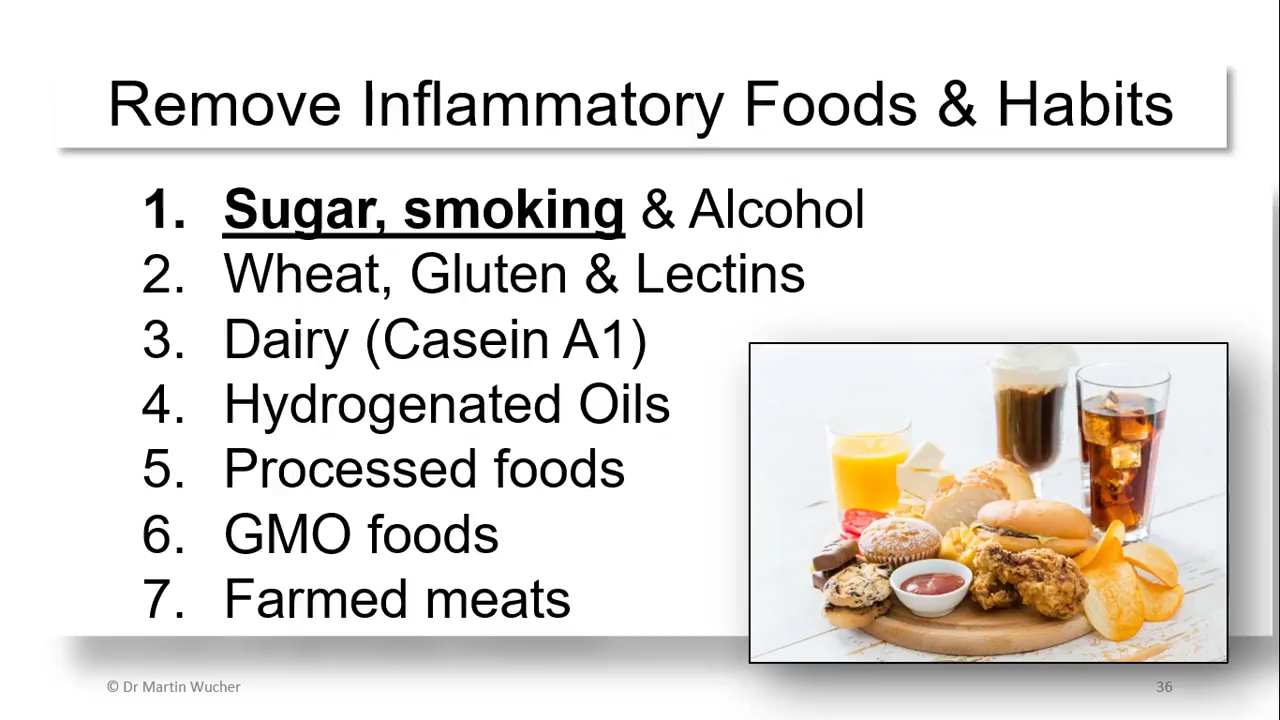 Remove Inflammatory Foods & Habits
1. Sugar, smoking & Alcohol
2. Wheat, Gluten & Lectins
3. Dairy (Casein A1)
4. Hydrogenated Oils
5. Processed foods
6. GMO foods
7. Farmed meats
© Dr Martin Wucher
36